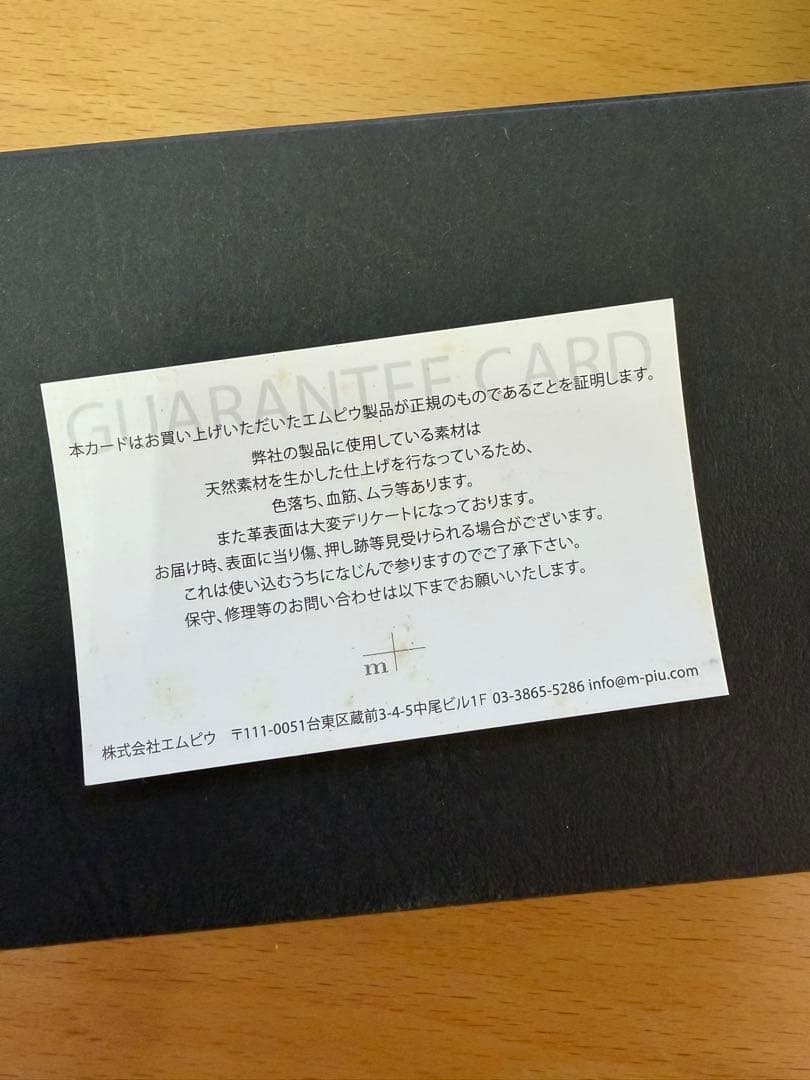 GUARANTEE CARD
本カードはお買い上げいただいたエムピウ製品が正規のものであることを証明します。
弊社の製品に使用している素材は
天然素材を生かした仕上げを行なっているため、
色落ち、血筋、ムラ等あります。
また革表面は大変デリケートになっております。
お届け時、表面に当り傷、押し跡等見受けられる場合がございます。
これは使い込むうちになじんで参りますのでご了承下さい。
保守、修理等のお問い合わせは以下までお願いいたします。
m+
株式会社エムピウ 〒111-0051台東区蔵前3-4-5中尾ビル1F 03-3865-5286 info@m-piu.com